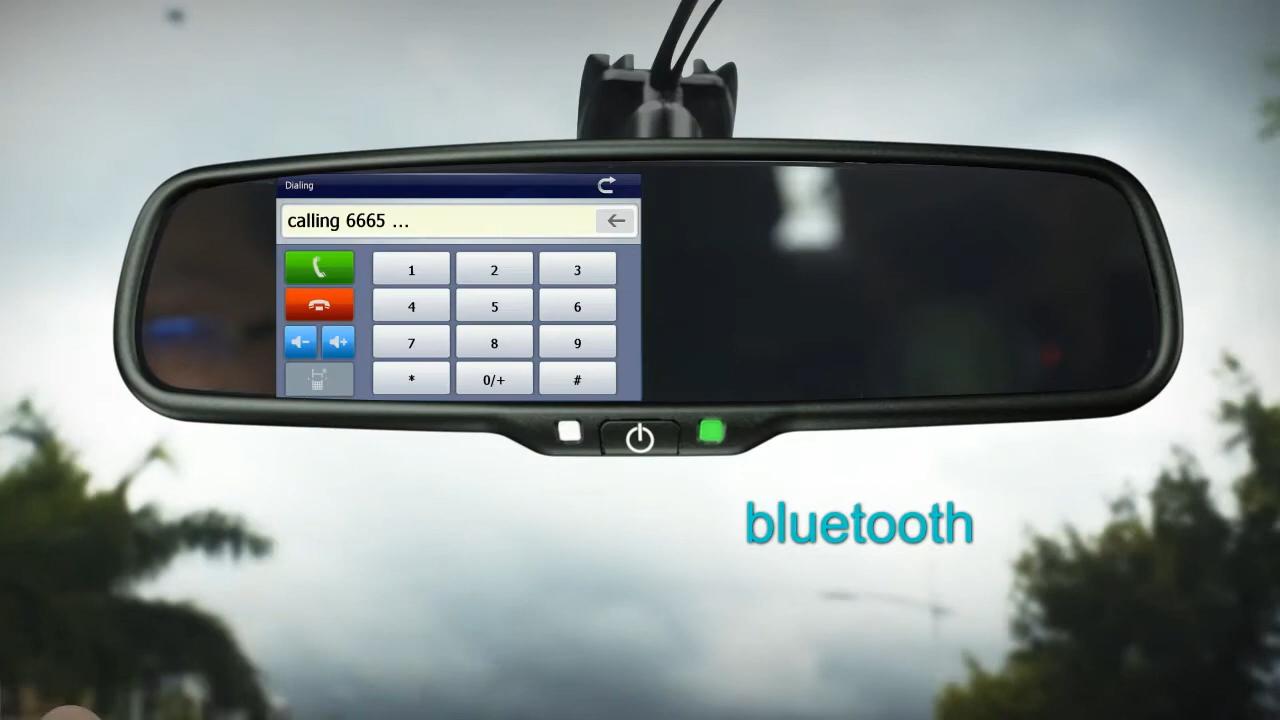 Dialing
calling 6665 ...
1 2 3
4 5 6
7 8 9
* 0/+ #
bluetooth